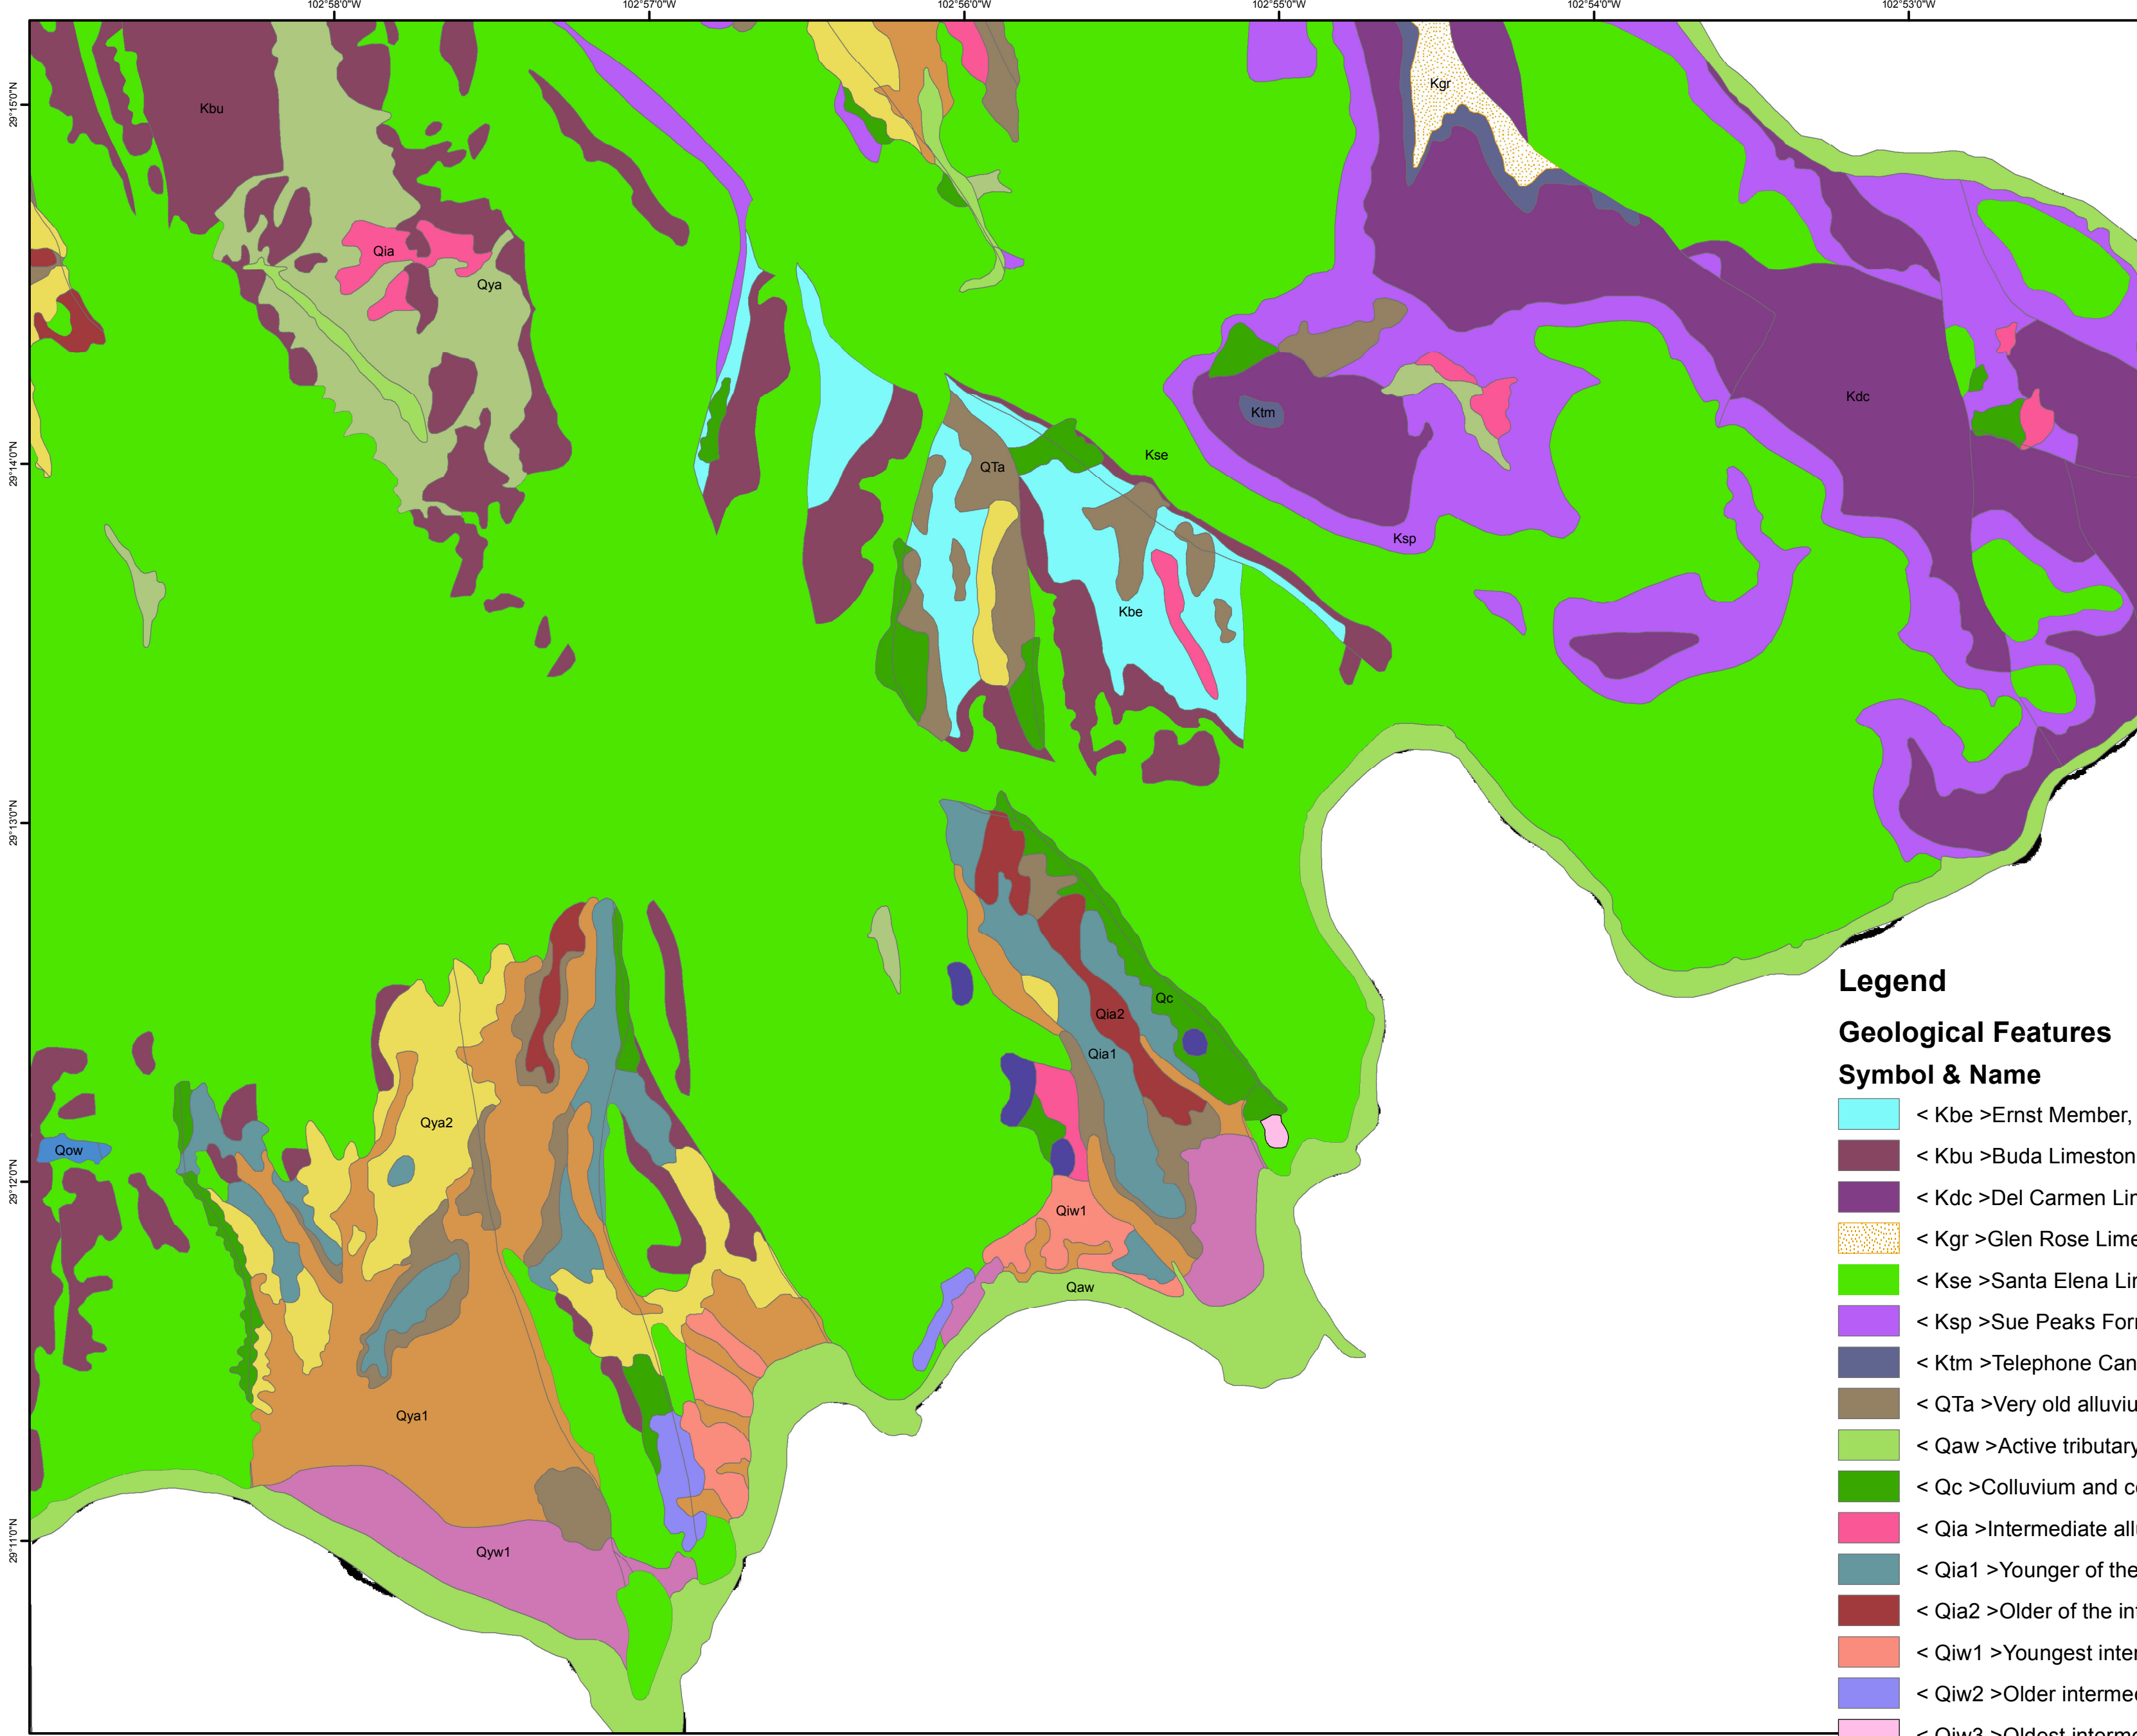 102°58'0"W
102°57'0"W
102°56'0"W
102°55'0"W
102°54'0"W
102°53'0"W
29°15'0"N
29°14'0"N
29°13'0"N
29°12'0"N
29°11'0"N
Kgr
Kbu
Qia
Qya
Kdc
Ktm
Kse
QTa
Ksp
Kbe
Qc
Qia2
Qia1
Qya2
Qow
Qiw1
Qaw
Qya1
Qyw1
Legend
Geological Features
Symbol & Name
< Kbe >Ernst Member,
< Kbu >Buda Limeston
< Kdc >Del Carmen Lin
< Kgr >Glen Rose Lime
< Kse >Santa Elena Lin
< Ksp >Sue Peaks For
< Ktm >Telephone Can
< QTa >Very old alluviu
< Qaw >Active tributary
< Qc >Colluvium and co
< Qia >Intermediate allu
< Qia1 >Younger of the
< Qia2 >Older of the int
< Qiw1 >Youngest inter
< Qiw2 >Older intermed
< Qiw3 >Oldest interme